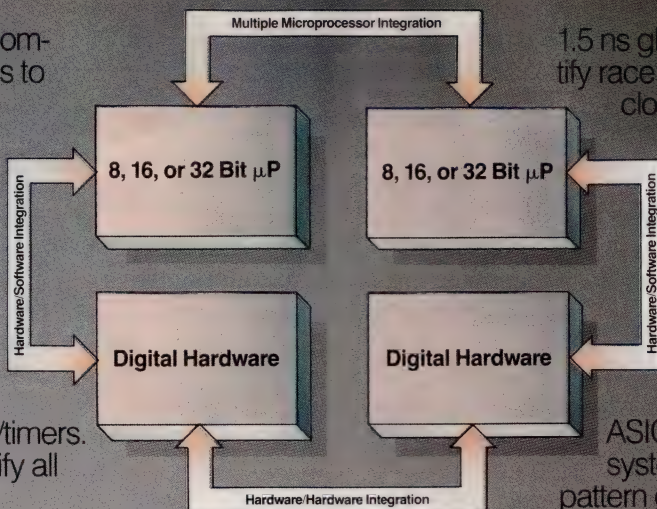 Multiple Microprocessor Integration
om-
s to
1.5 ns gl
tify race
clo
8, 16, or 32 Bit μP
8, 16, or 32 Bit μP
Hardware/Software Integration
Hardware/Software Integration
Digital Hardware
Digital Hardware
/timers.
ify all
ASIC
syste
pattern
Hardware/Hardware Integration